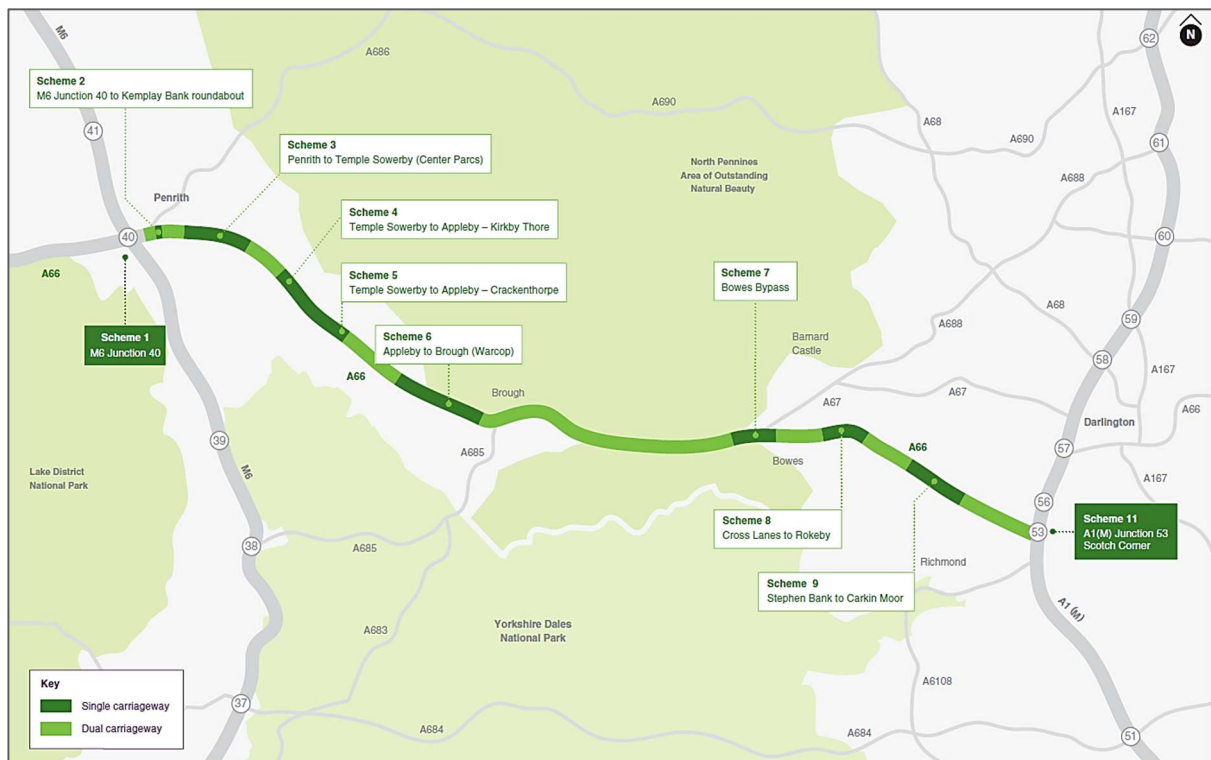 M6
A686
62
N
Scheme 2
M6 Junction 40 to Kemplay Bank roundabout
A690
A167
41
A68
Scheme 3
Penrith to Temple Sowerby (Center Parcs)
A690
61
North Pennines
Area of Outstanding
Natural Beauty
A688
Penrith
Scheme 4
Temple Sowerby to Appleby – Kirkby Thore
40
60
A66
Scheme 5
Temple Sowerby to Appleby – Crackenthorpe
Scheme 7
Bowes Bypass
A68
A688
59
Scheme 1
M6 Junction 40
Scheme 6
Appleby to Brough (Warcop)
Barnard
Castle
58
A66
A167
Brough
A67
A67
A66
39
Darlington
A685
A66
57
Lake District
National Park
M6
Bowes
A167
56
Scheme 8
Cross Lanes to Rokeby
53
Scheme 11
A1(M) Junction 53
Scotch Corner
38
A685
Richmond
Scheme 9
Stephen Bank to Carkin Moor
A1 (M)
A683
Yorkshire Dales
National Park
Key
Single carriageway
Dual carriageway
37
A6108
A684
A684
51